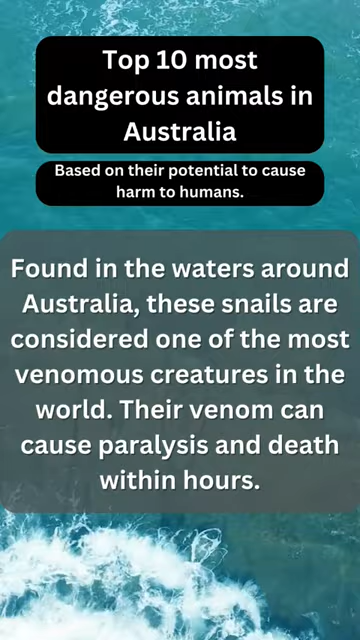 Top 10 most
dangerous animals in
Australia
Based on their potential to cause
harm to humans.
Found in the waters around
Australia, these snails are
considered one of the most
venomous creatures in the
world. Their venom can
cause paralysis and death
within hours.